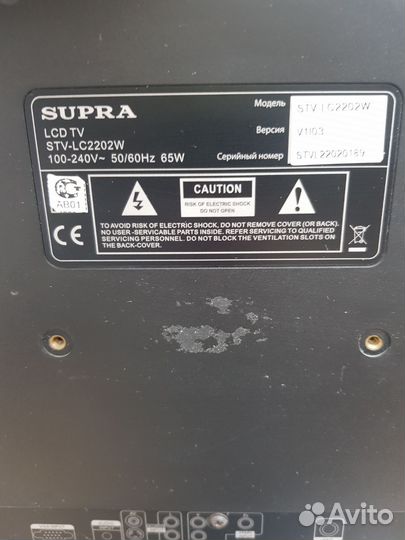 SUPRA
LCD TV
STV-LC2202W
100-240V~ 50/60Hz 65W
Модель STV-LC2202W
Версия V1I03
Серийный номер STVL22020189
АВ01
CAUTION
RISK OF ELECTRIC SHOCK
DO NOT OPEN
TO AVOID RISK OF ELECTRIC SHOCK, DO NOT REMOVE COVER (OR BACK).
NO USER -SERVICABLE PARTS INSIDE. REFER SERVICING TO QUALIFIED
SERVICING PERSONNEL. DO NOT BLOCK THE VENTILATION SLOTS ON
THE BACK-COVER.
CE
Avito